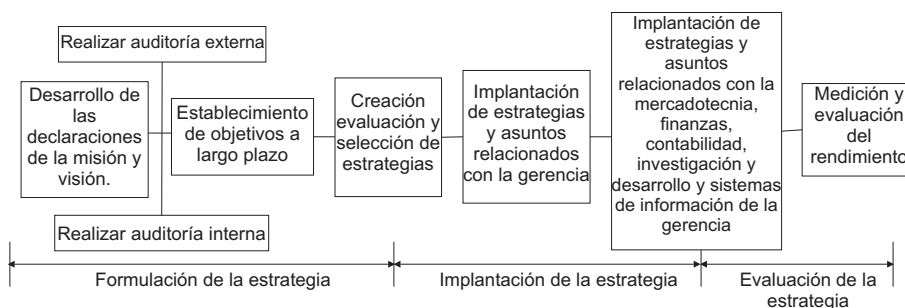 Realizar auditoría externa
Desarrollo de
las
declaraciones
de la misión y
visión.
Establecimiento
de objetivos a
largo plazo
Realizar auditoría interna
Creación
evaluación y
selección de
estrategias
Implantación
de estrategias
y asuntos
relacionados
con la gerencia
Implantación de
estrategias y
asuntos
relacionados con la
mercadotecnia,
finanzas,
contabilidad,
investigación y
desarrollo y sistemas
de información de la
gerencia
Medición y
evaluación
del
rendimiento
Formulación de la estrategia
Implantación de la estrategia
Evaluación de la
estrategia